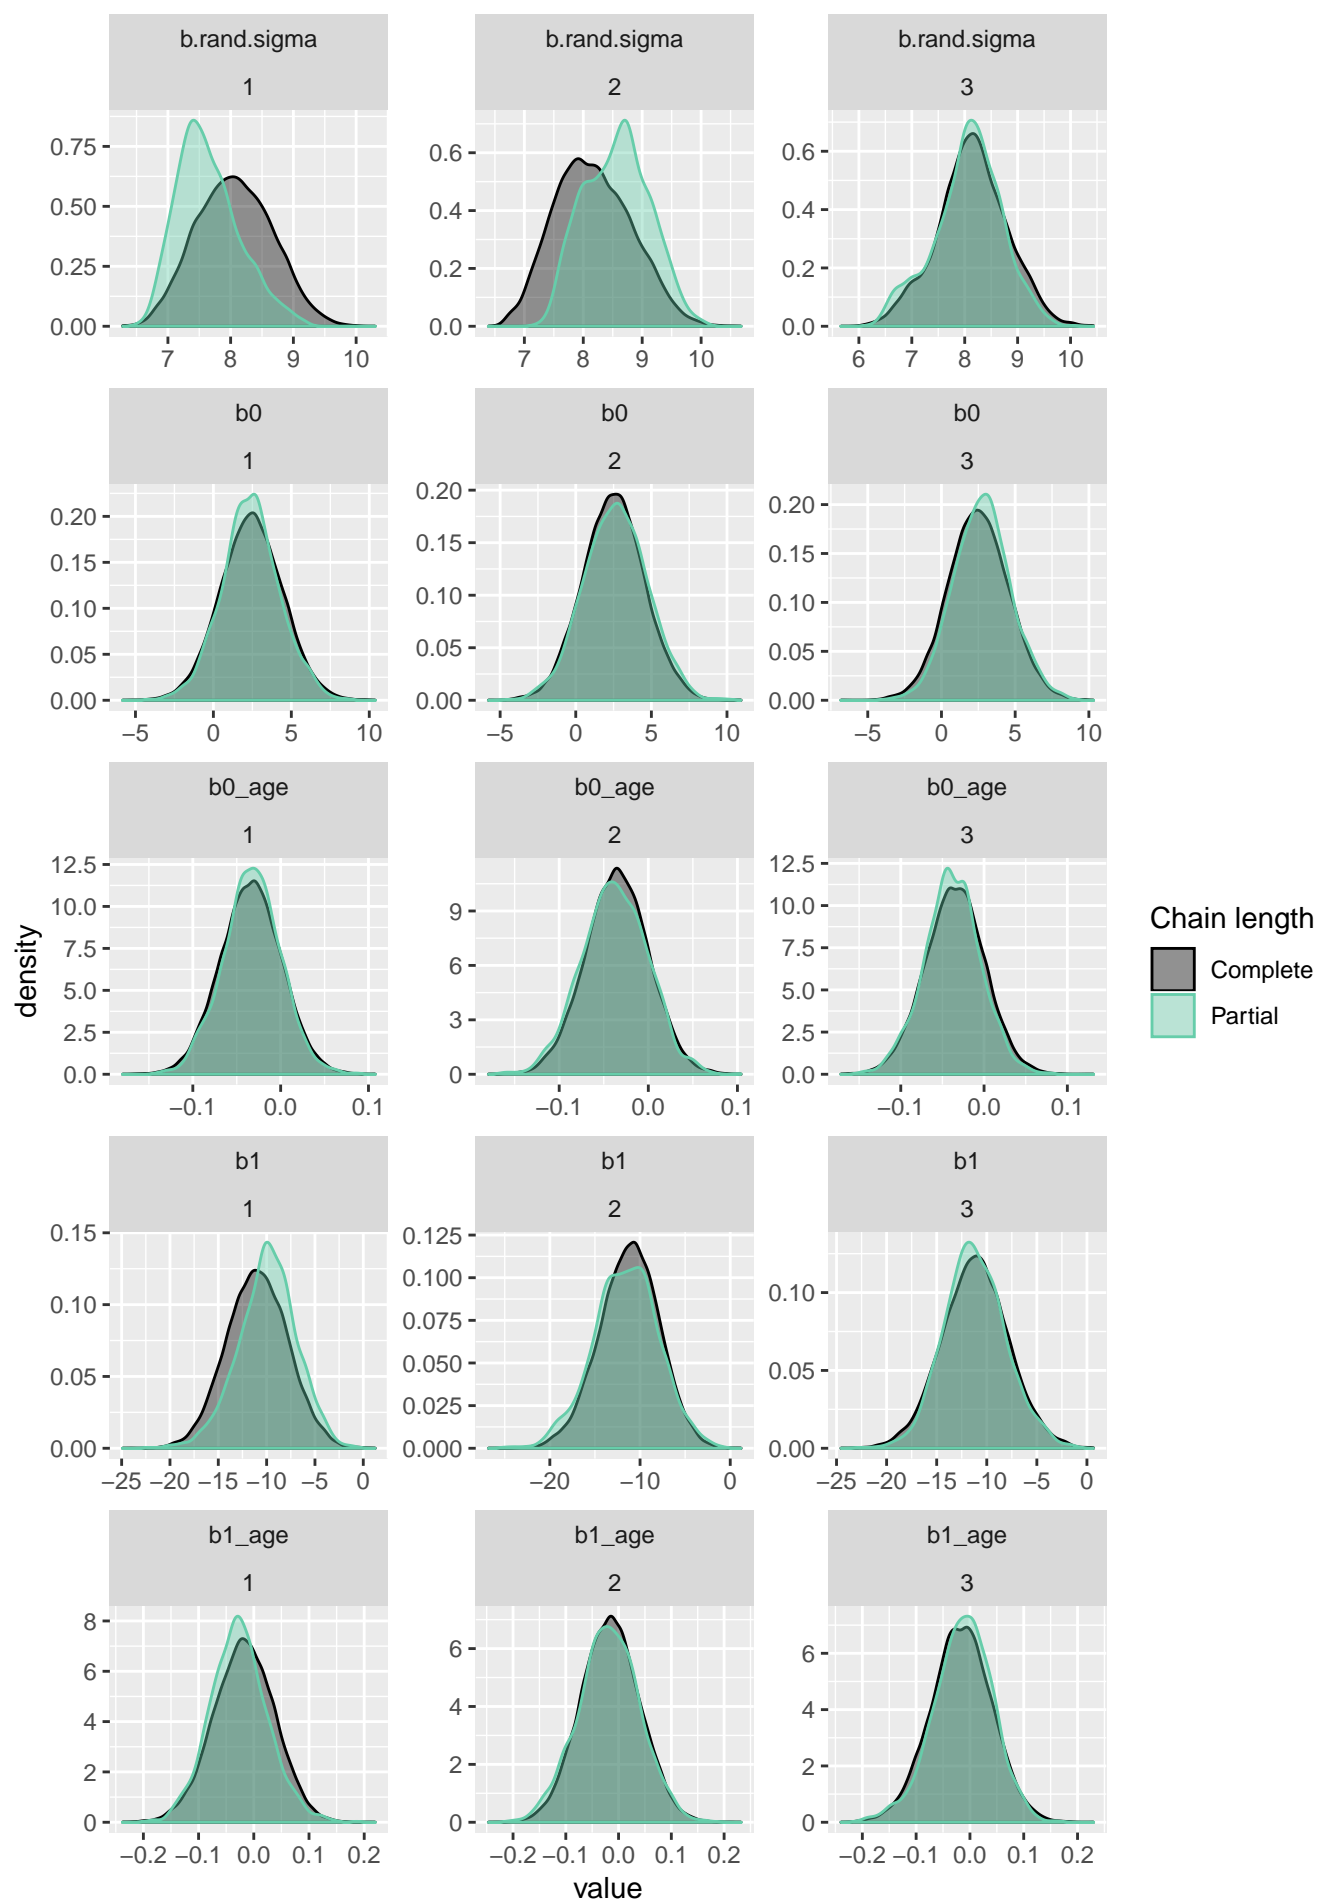 b.rand.sigma b.rand.sigma b.rand.sigma
1 2 3
0.75 0.50 0.25 0.00
0.6 0.4 0.2 0.0
0.6 0.4 0.2 0.0
7 8 9 10
7 8 9 10
6 7 8 9 10
b0 b0 b0
1 2 3
0.20 0.15 0.10 0.05 0.00
0.20 0.15 0.10 0.05 0.00
0.20 0.15 0.10 0.05 0.00
−5 0 5 10
−5 0 5 10
−5 0 5 10
b0_age b0_age b0_age
1 2 3
12.5 10.0 7.5 5.0 2.5 0.0
9 6 3 0
12.5 10.0 7.5 5.0 2.5 0.0
−0.1 0.0 0.1
−0.1 0.0 0.1
−0.1 0.0 0.1
density
Chain length
Complete
Partial
b1 b1 b1
1 2 3
0.15 0.10 0.05 0.00
0.125 0.100 0.075 0.050 0.025 0.000
0.10 0.05 0.00
−25 −20 −15 −10 −5 0
−20 −10 0
−25 −20 −15 −10 −5 0
b1_age b1_age b1_age
1 2 3
8 6 4 2 0
6 4 2 0
6 4 2 0
−0.2 −0.1 0.0 0.1 0.2
−0.2 −0.1 0.0 0.1 0.2
−0.2 −0.1 0.0 0.1 0.2
value